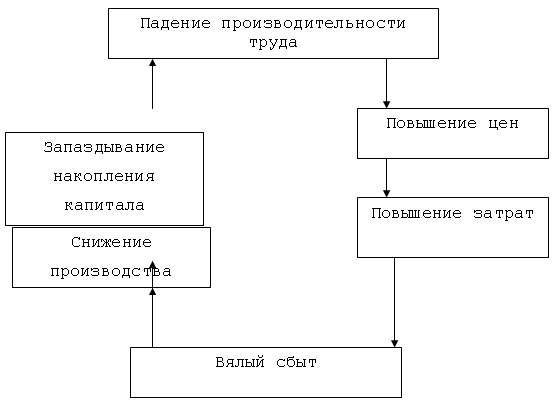 Падение производительности
труда
Повышение цен
Запаздывание
накопления
капитала
Повышение затрат
Снижение
производства
Вялый сбыт